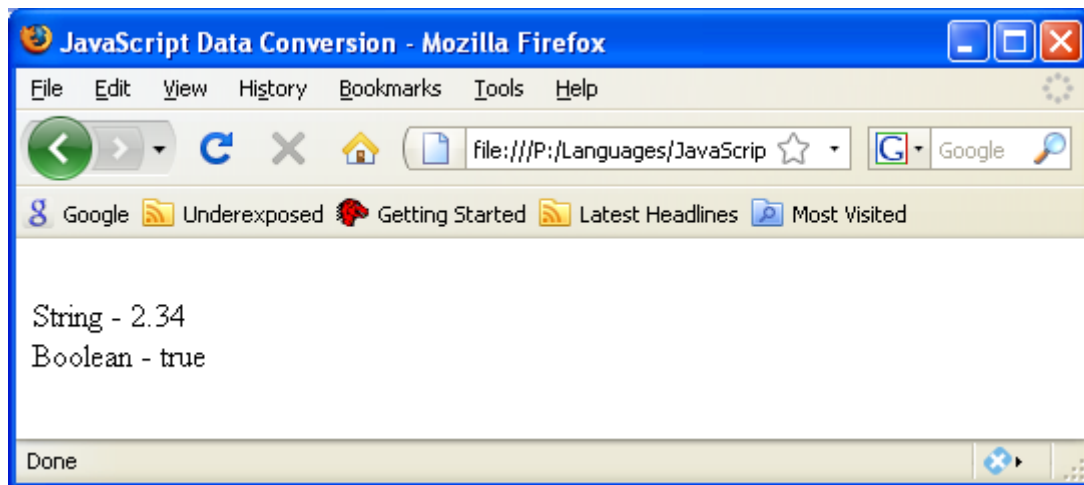 JavaScript Data Conversion - Mozilla Firefox
File Edit View History Bookmarks Tools Help
file:///P:/Languages/JavaScrip G Google
g Google Underexposed Getting Started Latest Headlines Most Visited
String - 2.34
Boolean - true
Done